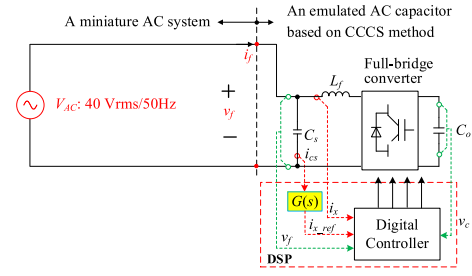 A miniature AC system
An emulated AC capacitor
based on CCCS method
i_f
L_f
Full-bridge
converter
V_AC: 40 Vrms/50Hz
+
v_f
−
C_s
C_o
i_cs
G(s)
i_x
i_x_ref
v_f
v_c
Digital
Controller
DSP